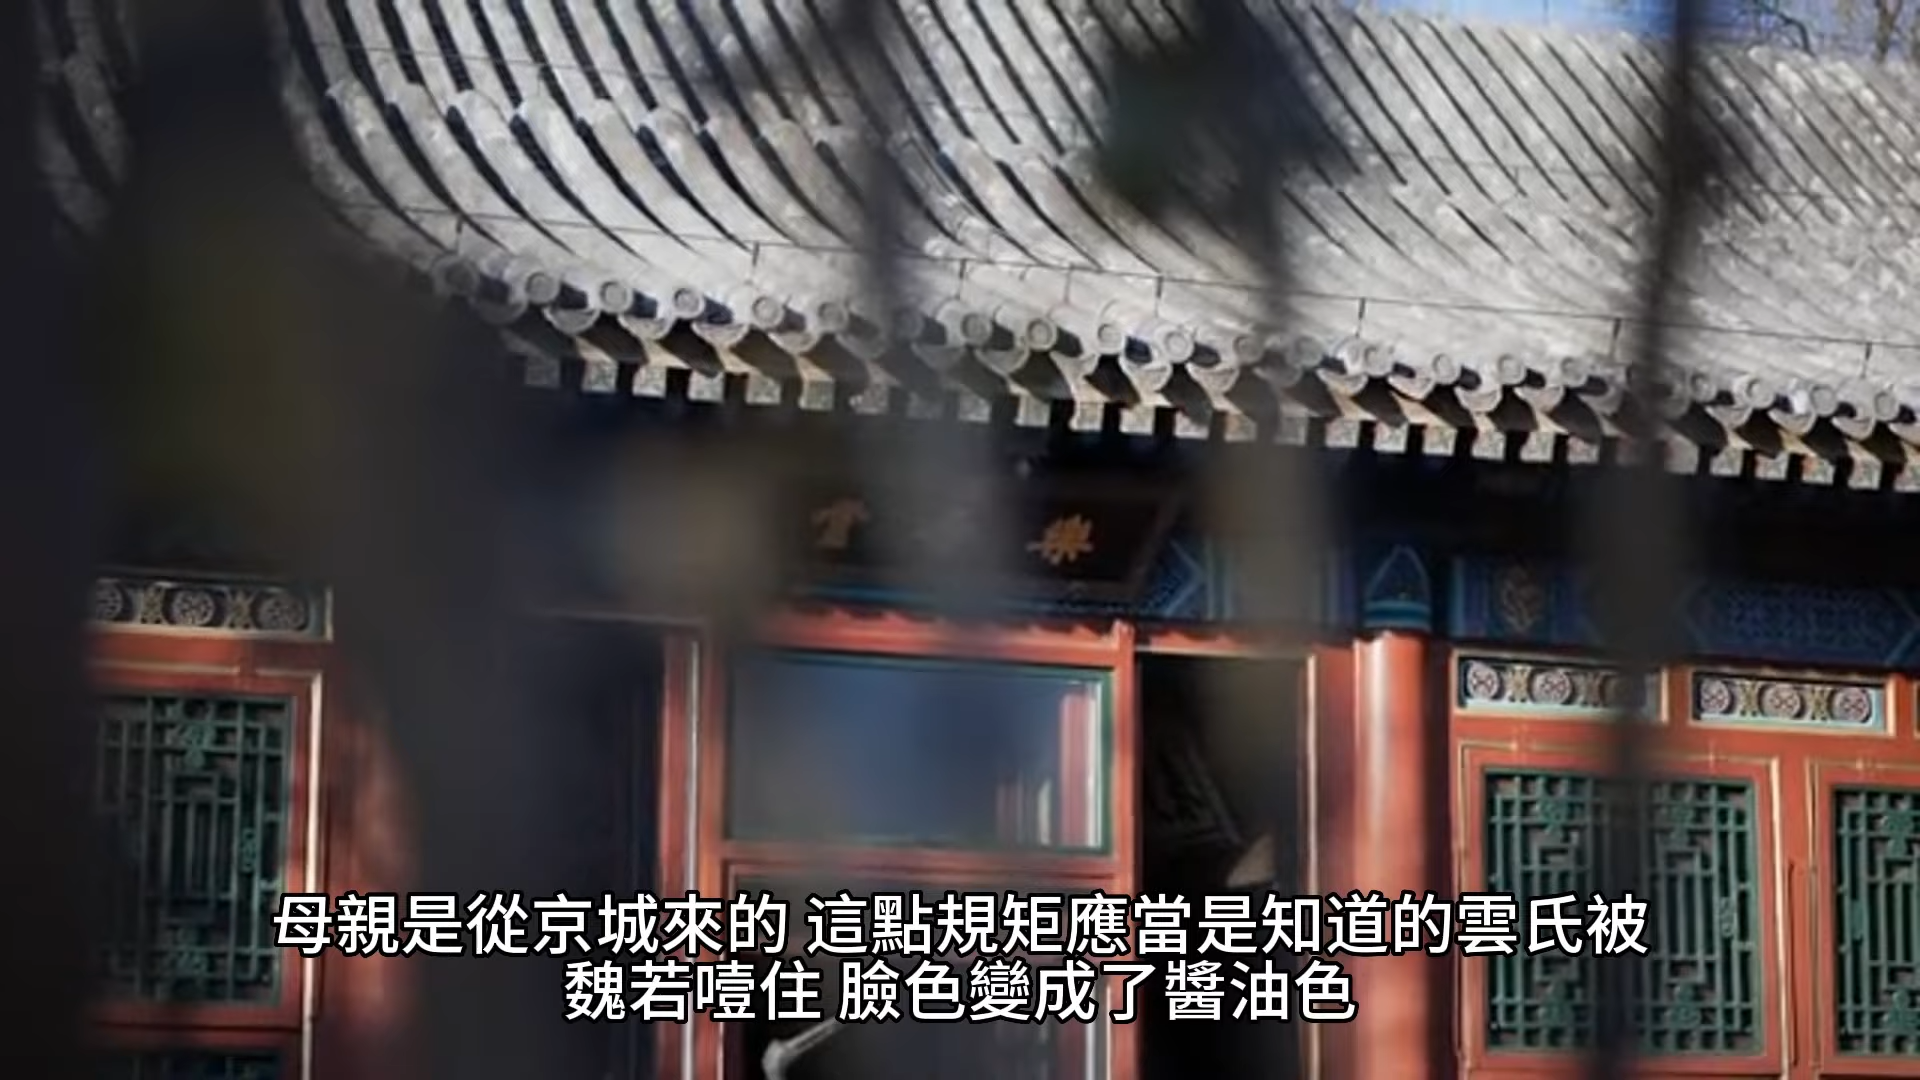 母親是從京城來的 這點規矩應當是知道的雲氏被
魏若噎住 臉色變成了醬油色